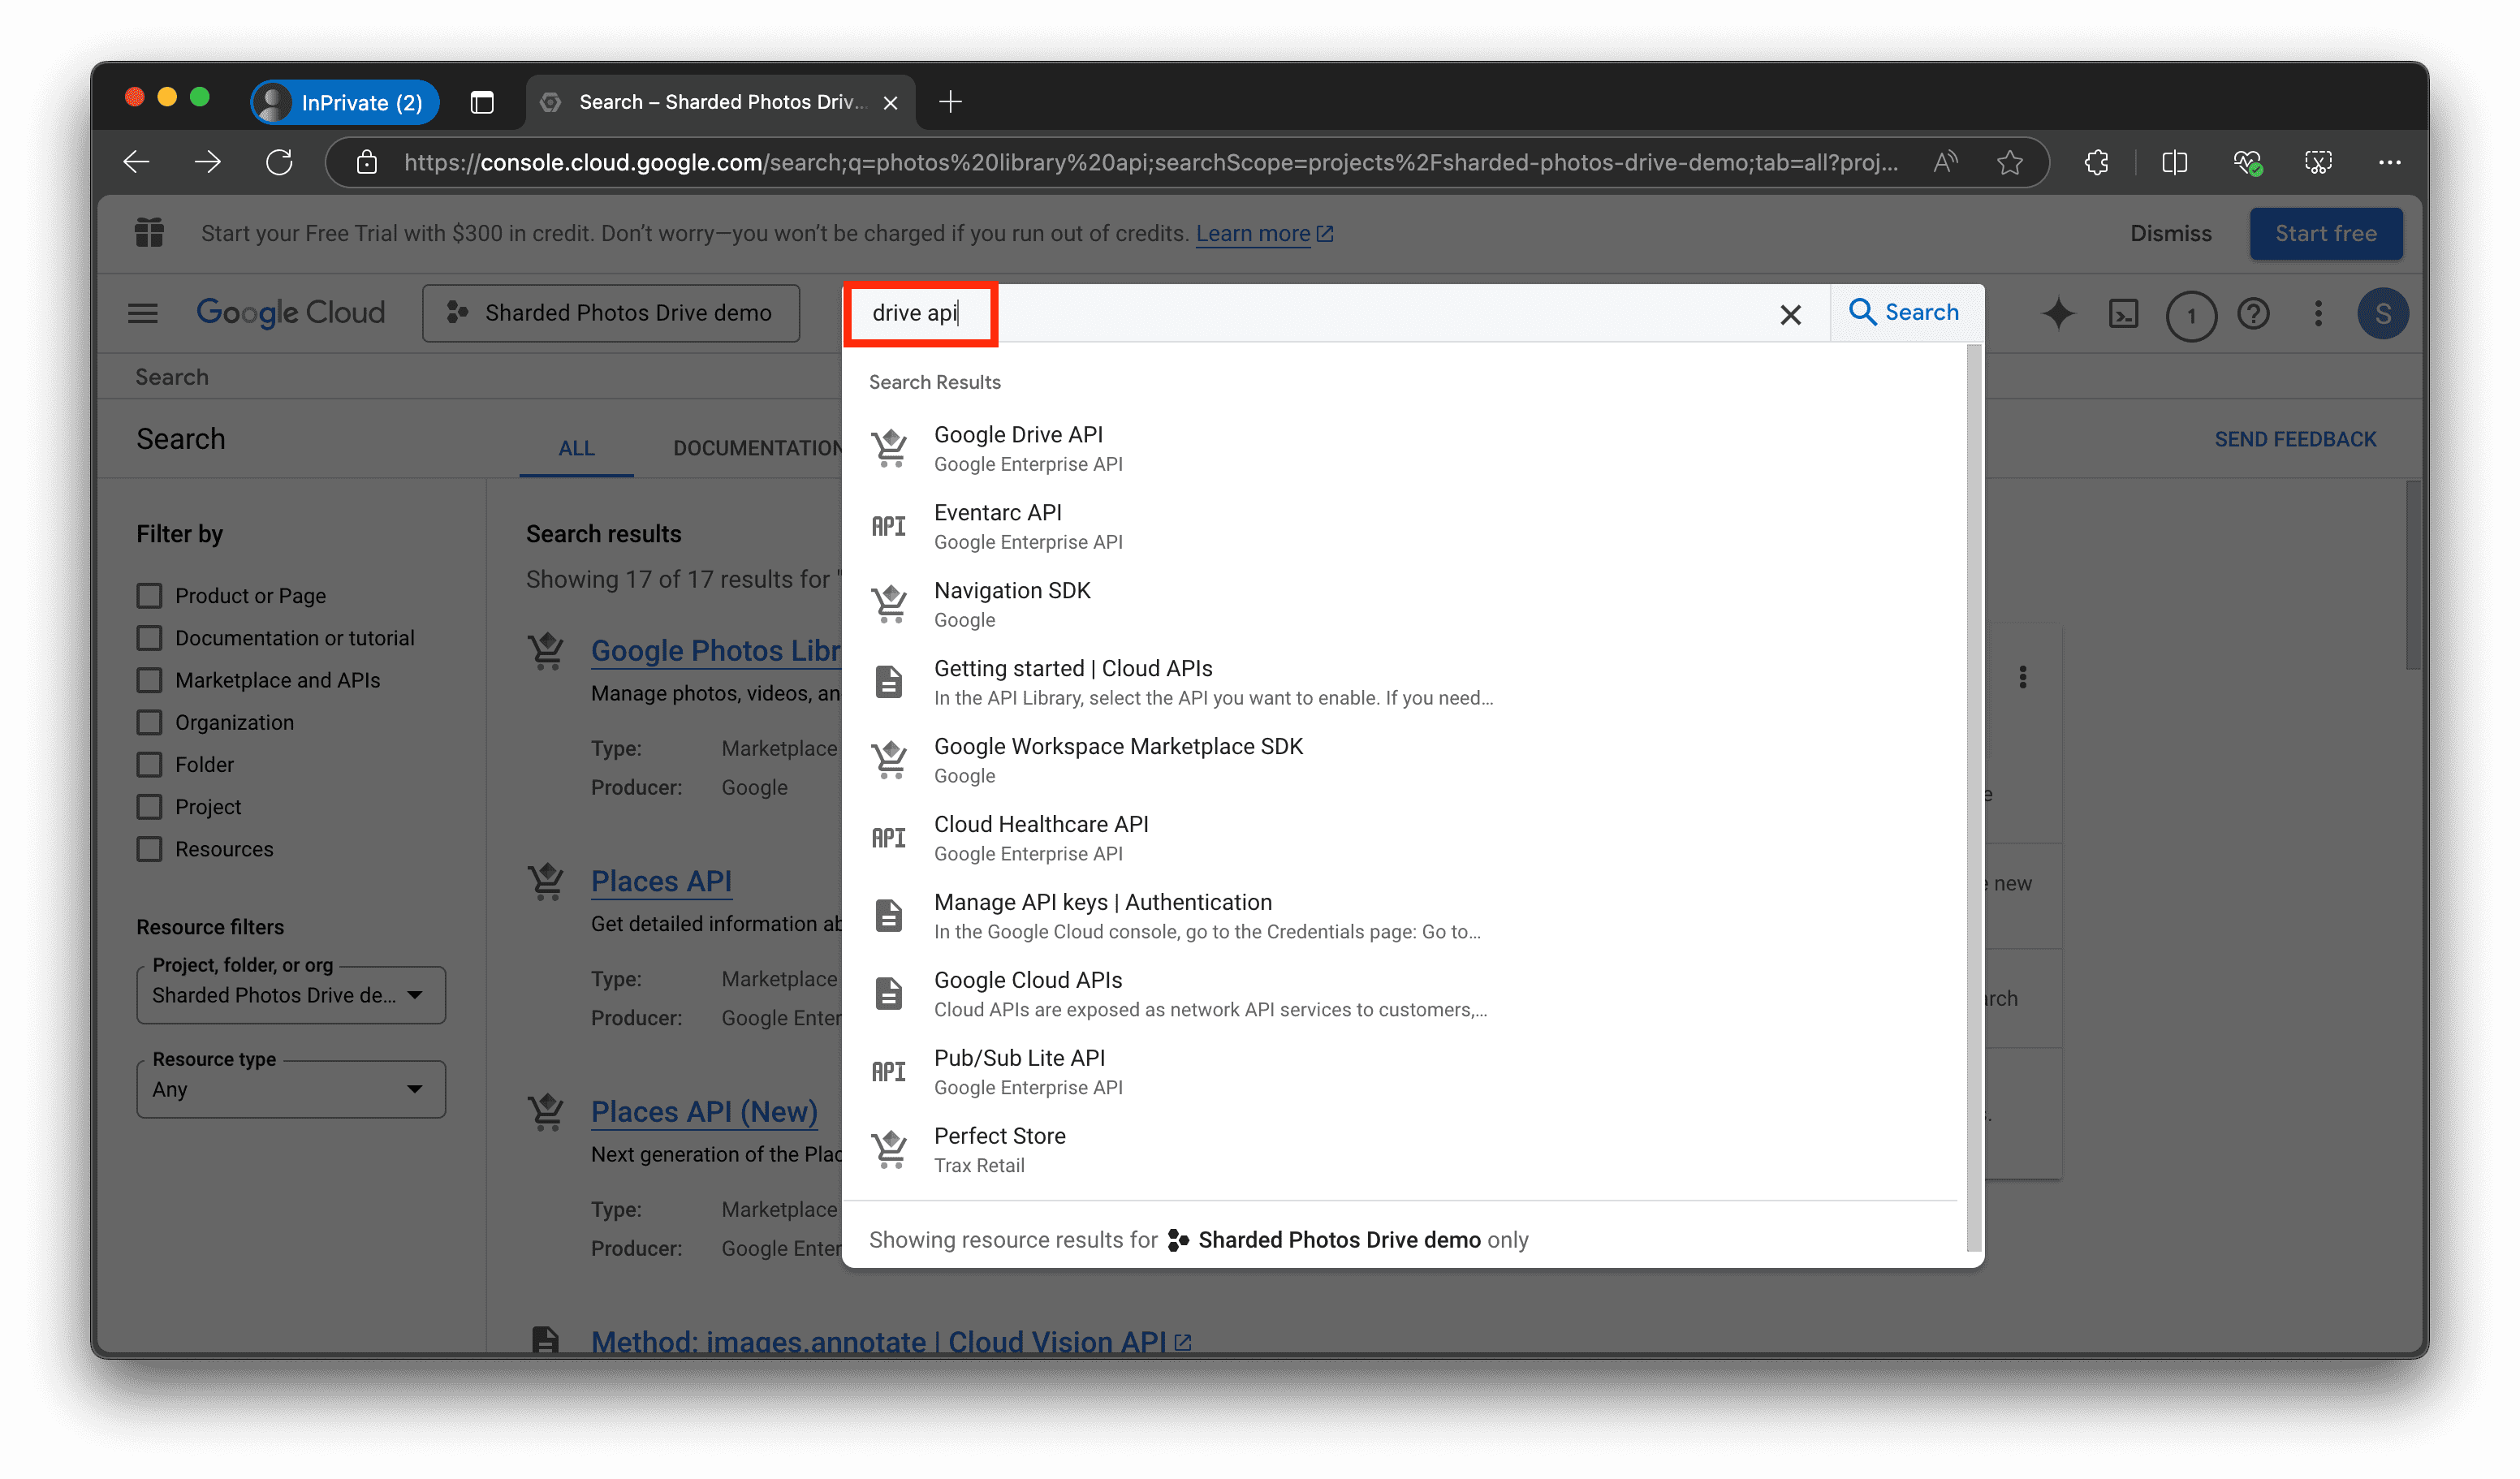 InPrivate (2)
Search – Sharded Photos Driv...
https://console.cloud.google.com/search;q=photos%20library%20api;searchScope=projects%2Fsharded-photos-drive-demo;tab=all?proj...
Start your Free Trial with $300 in credit. Don’t worry—you won’t be charged if you run out of credits. Learn more
Dismiss
Start free
Google Cloud
Sharded Photos Drive demo
drive api
Search
1
S
Search
Search
ALL
DOCUMENTATION
SEND FEEDBACK
Filter by
Product or Page
Documentation or tutorial
Marketplace and APIs
Organization
Folder
Project
Resources
Resource filters
Project, folder, or org
Sharded Photos Drive de...
Resource type
Any
Search results
Showing 17 of 17 results for "
Google Photos Libr
Manage photos, videos, an
Type: Marketplace
Producer: Google
Places API
Get detailed information ab
Type: Marketplace
Producer: Google Enter
Places API (New)
Next generation of the Plac
Type: Marketplace
Producer: Google Enter
Method: images.annotate | Cloud Vision API
Search Results
Google Drive API
Google Enterprise API
API
Eventarc API
Google Enterprise API
Navigation SDK
Google
Getting started | Cloud APIs
In the API Library, select the API you want to enable. If you need...
Google Workspace Marketplace SDK
Google
API
Cloud Healthcare API
Google Enterprise API
Manage API keys | Authentication
In the Google Cloud console, go to the Credentials page: Go to...
Google Cloud APIs
Cloud APIs are exposed as network API services to customers,...
API
Pub/Sub Lite API
Google Enterprise API
Perfect Store
Trax Retail
Showing resource results for Sharded Photos Drive demo only
new